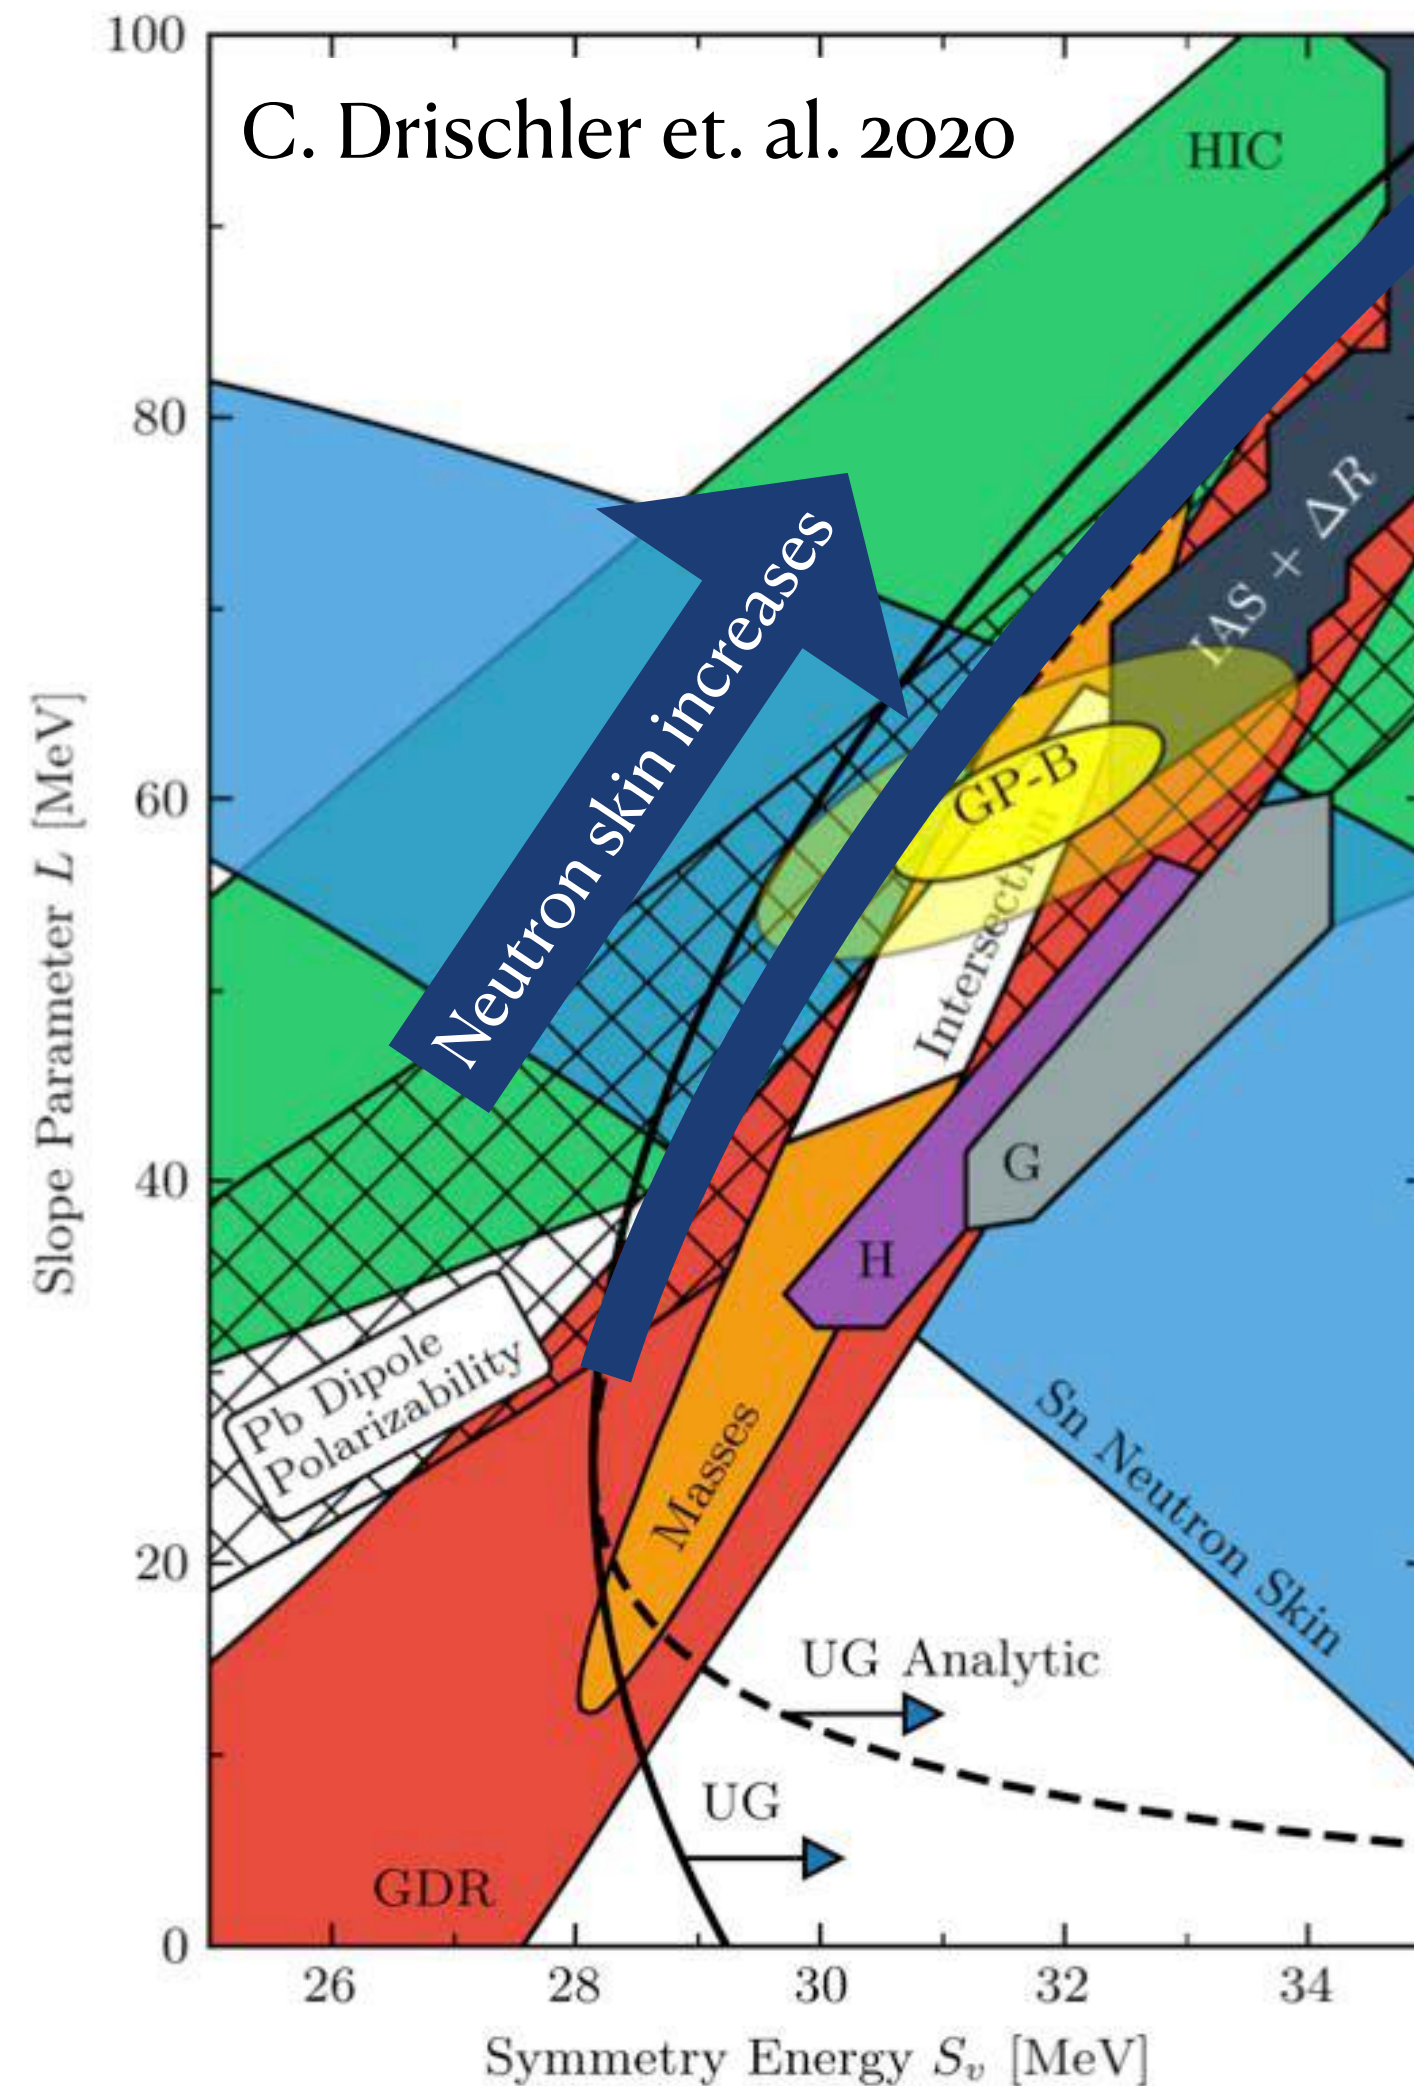 100
C. Drischler et. al. 2020
HIC
80
Neutron skin increases
IAS + ΔR
GP-B
60
Intersection
Slope Parameter L [MeV]
40
G
H
Pb Dipole
Polarizability
Masses
Sn Neutron Skin
20
UG Analytic
UG
GDR
0
26 28 30 32 34
Symmetry Energy Sᵥ [MeV]